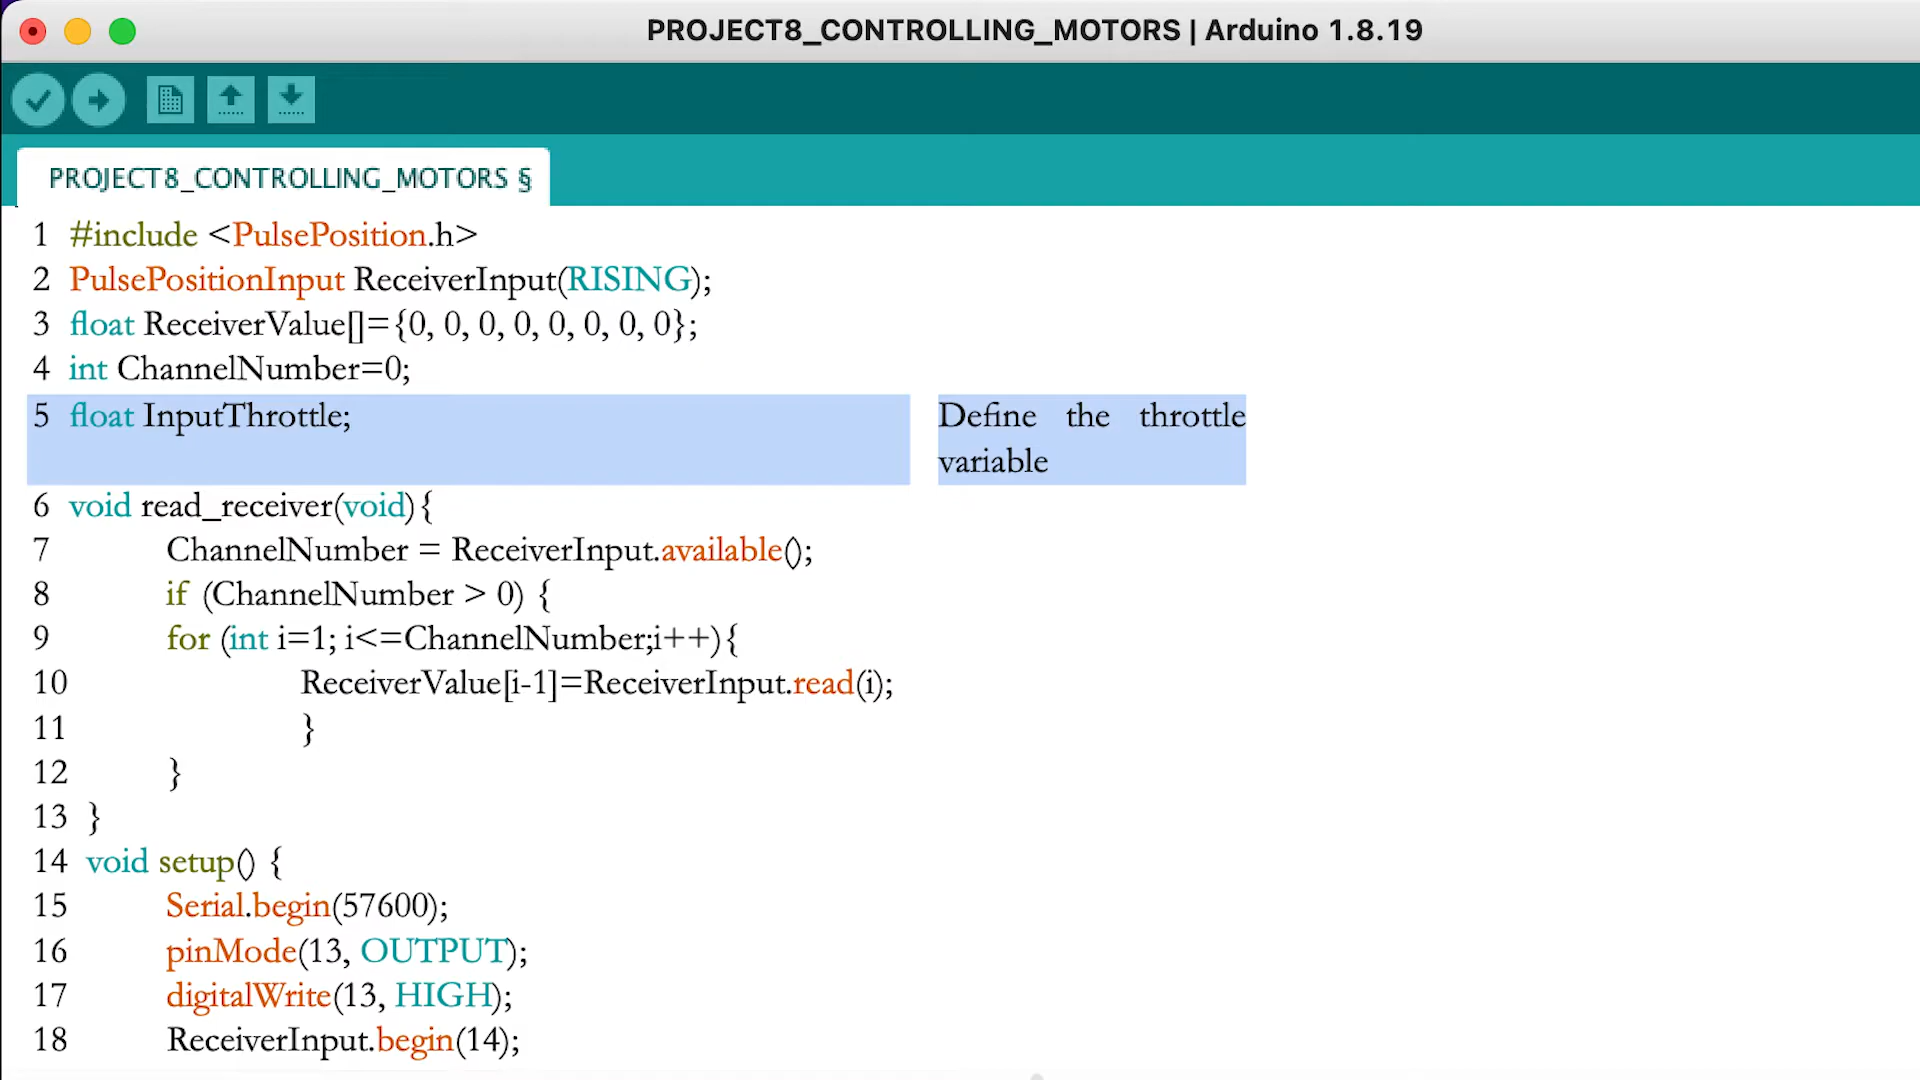 PROJECT8_CONTROLLING_MOTORS | Arduino 1.8.19
PROJECT8_CONTROLLING_MOTORS §
1 #include <PulsePosition.h>
2 PulsePositionInput ReceiverInput(RISING);
3 float ReceiverValue[]={0, 0, 0, 0, 0, 0, 0, 0};
4 int ChannelNumber=0;
5 float InputThrottle;
Define the throttle
variable
6 void read_receiver(void){
7 ChannelNumber = ReceiverInput.available();
8 if (ChannelNumber > 0) {
9 for (int i=1; i<=ChannelNumber;i++){
10 ReceiverValue[i-1]=ReceiverInput.read(i);
11 }
12 }
13 }
14 void setup() {
15 Serial.begin(57600);
16 pinMode(13, OUTPUT);
17 digitalWrite(13, HIGH);
18 ReceiverInput.begin(14);